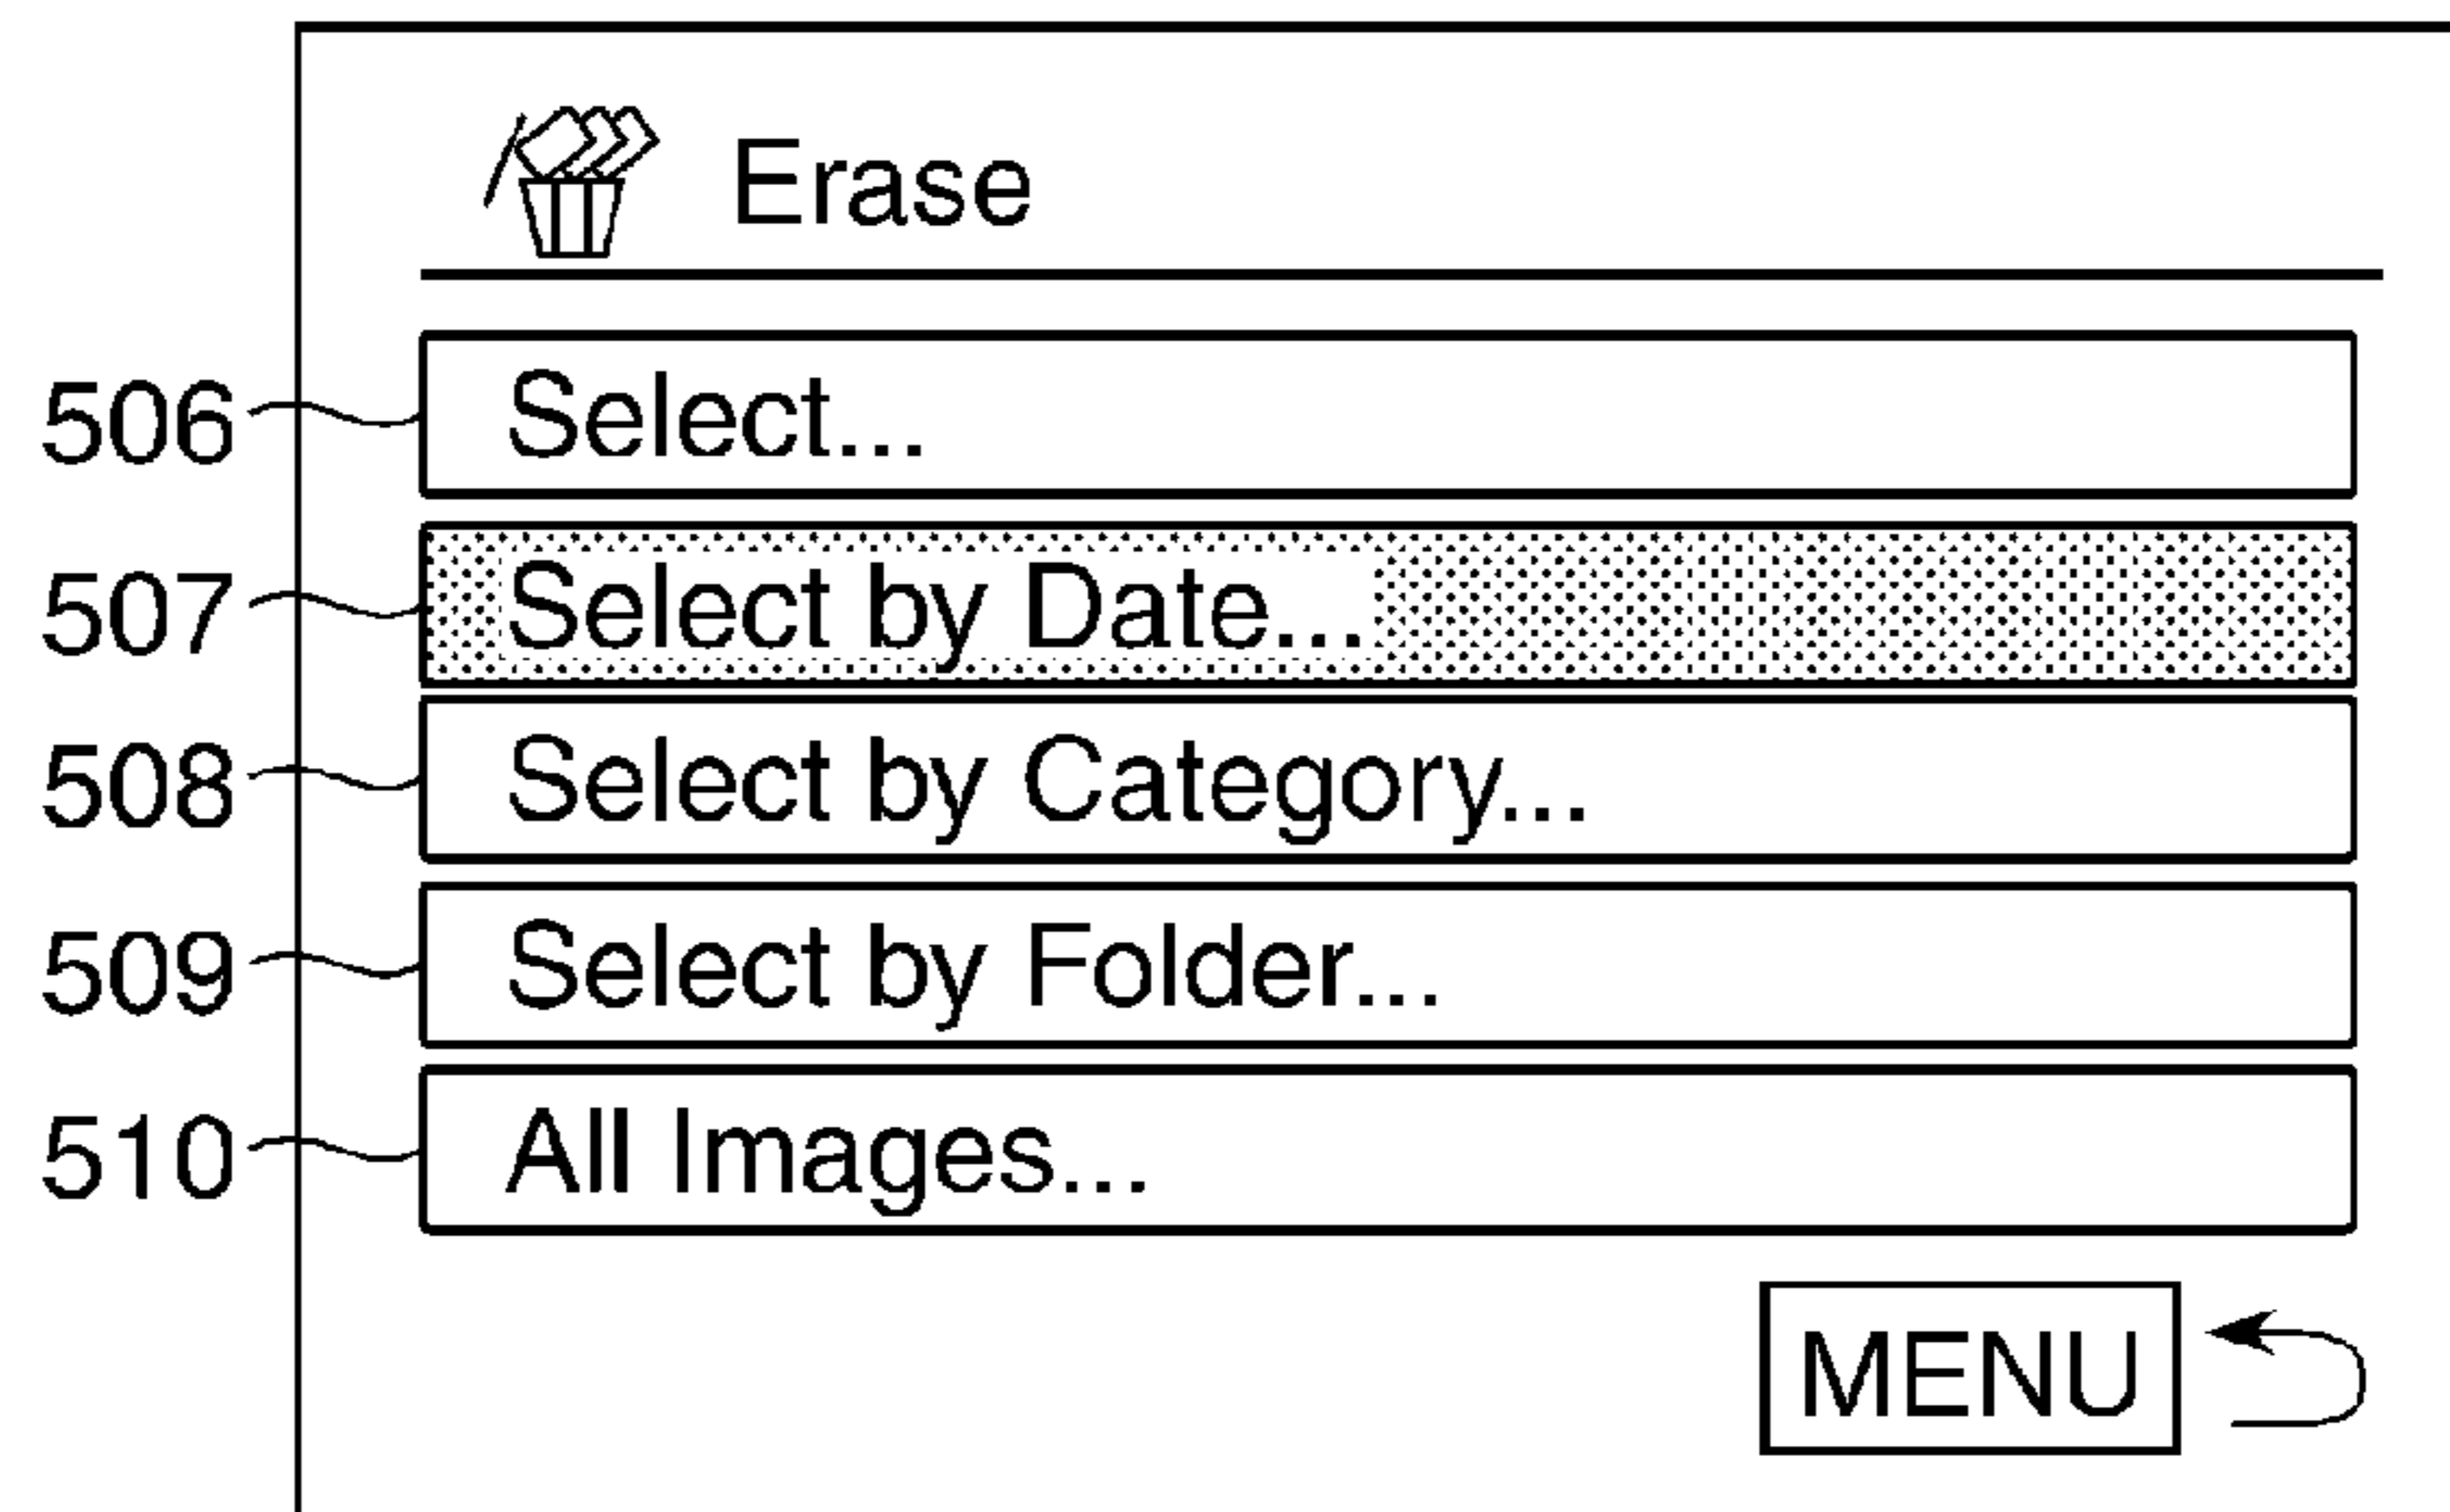 Erase
506 Select...
507 Select by Date...
508 Select by Category...
509 Select by Folder...
510 All Images...
MENU